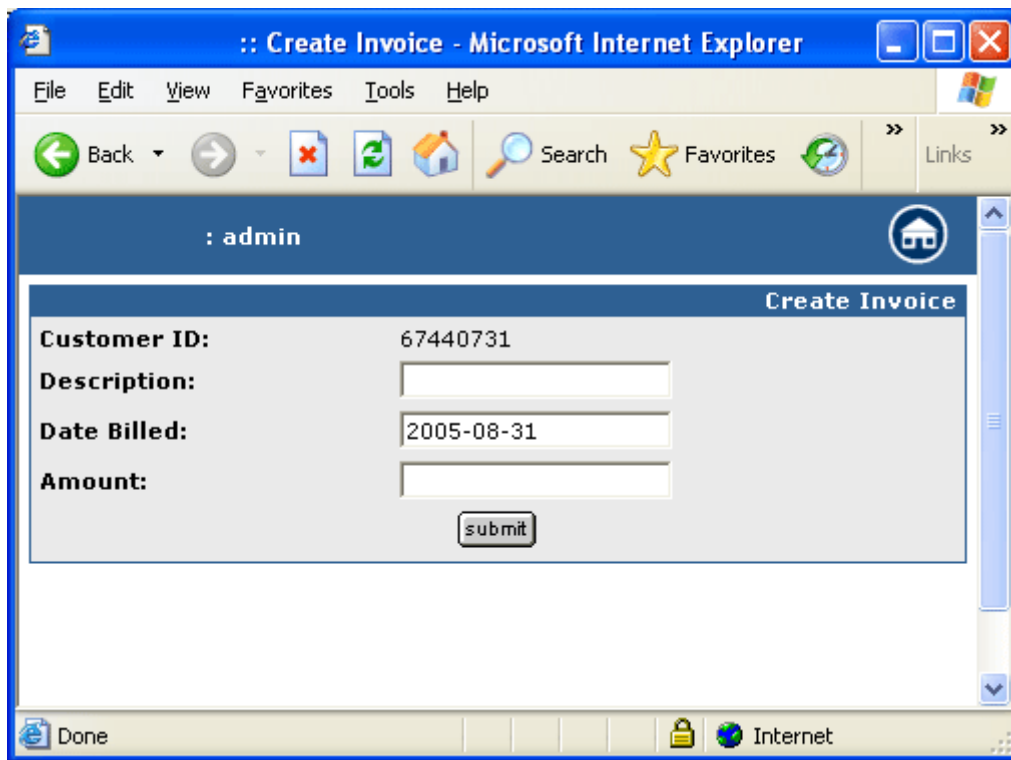 :: Create Invoice - Microsoft Internet Explorer
File Edit View Favorites Tools Help
Back Search Favorites » Links »
: admin
Create Invoice
Customer ID: 67440731
Description:
Date Billed: 2005-08-31
Amount:
submit
Done Internet